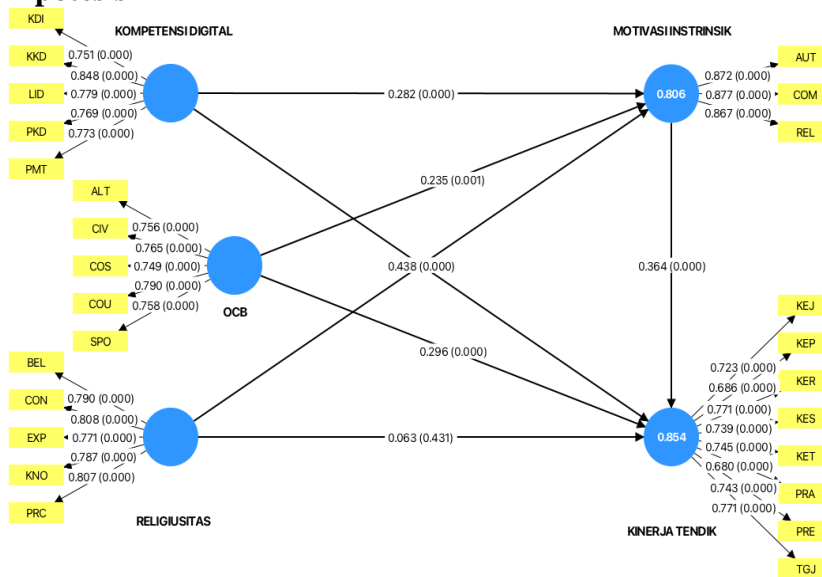 KDI
KKD
LID
PKD
PMT
KOMPETENSI DIGITAL
0.751 (0.000)
0.848 (0.000)
0.779 (0.000)
0.769 (0.000)
0.773 (0.000)
ALT
CIV
COS
COU
SPO
0.756 (0.000)
0.765 (0.000)
0.749 (0.000)
0.790 (0.000)
0.758 (0.000)
OCB
BEL
CON
EXP
KNO
PRC
0.790 (0.000)
0.808 (0.000)
0.771 (0.000)
0.787 (0.000)
0.807 (0.000)
RELIGIUSITAS
0.282 (0.000)
0.235 (0.001)
0.438 (0.000)
0.296 (0.000)
0.063 (0.431)
0.364 (0.000)
MOTIVASI INSTRINSIK
0.806
0.872 (0.000)
0.877 (0.000)
0.867 (0.000)
AUT
COM
REL
0.854
KINERJA TENDIK
0.723 (0.000)
0.686 (0.000)
0.771 (0.000)
0.739 (0.000)
0.745 (0.000)
0.680 (0.000)
0.743 (0.000)
0.771 (0.000)
KEJ
KEP
KER
KES
KET
PRA
PRE
TGJ